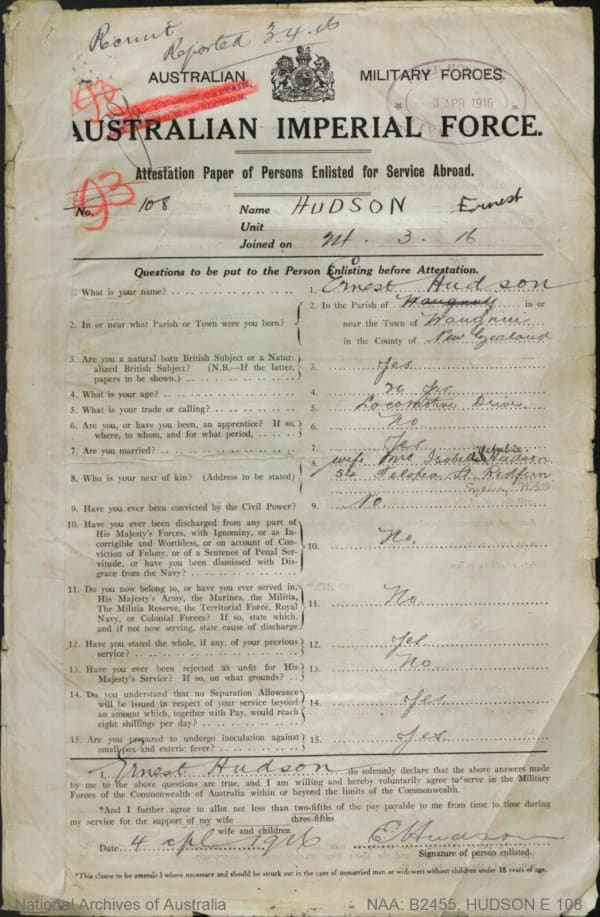 Recruit
Reported 3.4.16
AUSTRALIAN MILITARY FORCES.
3 APR 1916
93
AUSTRALIAN IMPERIAL FORCE.
Attestation Paper of Persons Enlisted for Service Abroad.
93
No. 108 Name HUDSON Ernest
Unit
Joined on 3. 16
Questions to be put to the Person Enlisting before Attestation.
1. What is your name? 1. Ernest Hudson
2. In or near what Parish or Town were you born? 2. In the Parish of in or
near the Town of
in the County of New Zealand
3. Are you a natural born British Subject or a Natur-
alized British Subject? (N.B.—If the latter,
papers to be shown.) 3. Yes
4. What is your age? 4.
5. What is your trade or calling? 5. Locomotive Driver
6. Are you, or have you been, an apprentice? If so,
where, to whom, and for what period, 6. No
7. Are you married? 7. Yes
8. Who is your next of kin? (Address to be stated) 8. wife Mrs Hudson
54 St Redfern
9. Have you ever been convicted by the Civil Power? 9. No.
10. Have you ever been discharged from any part of
His Majesty's Forces, with Ignominy, or as In-
corrigible and Worthless, or on account of Con-
viction of Felony, or of a Sentence of Penal Ser-
vitude, or have you been dismissed with Dis-
grace from the Navy? 10. No.
11. Do you now belong to, or have you ever served in,
His Majesty's Army, the Marines, the Militia,
The Militia Reserve, the Territorial Force, Royal
Navy, or Colonial Forces? If so, state which,
and if not now serving, state cause of discharge 11. No.
12. Have you stated the whole, if any, of your previous
service? 12. Yes
13. Have you ever been rejected as unfit for His
Majesty's Service? If so, on what grounds? 13. No
14. Do you understand that no Separation Allowance
will be issued in respect of your service beyond
an amount which, together with Pay, would reach
eight shillings per day? 14. Yes
15. Are you prepared to undergo inoculation against
small pox and enteric fever? 15. Yes
I, Ernest Hudson do solemnly declare that the above answers made
by me to the above questions are true, and I am willing and hereby voluntarily agree to serve in the Military
Forces of the Commonwealth of Australia within or beyond the limits of the Commonwealth.
*And I further agree to allot not less than two-fifths of the pay payable to me from time to time during
my service for the support of my wife three-fifths
wife and children
Date 4 apl 1916 E Hudson
Signature of person enlisted.
*This clause to be amended where necessary and should be struck out in the case of unmarried men or widowers without children under 18 years of age.
National Archives of Australia NAA: B2455, HUDSON E 108